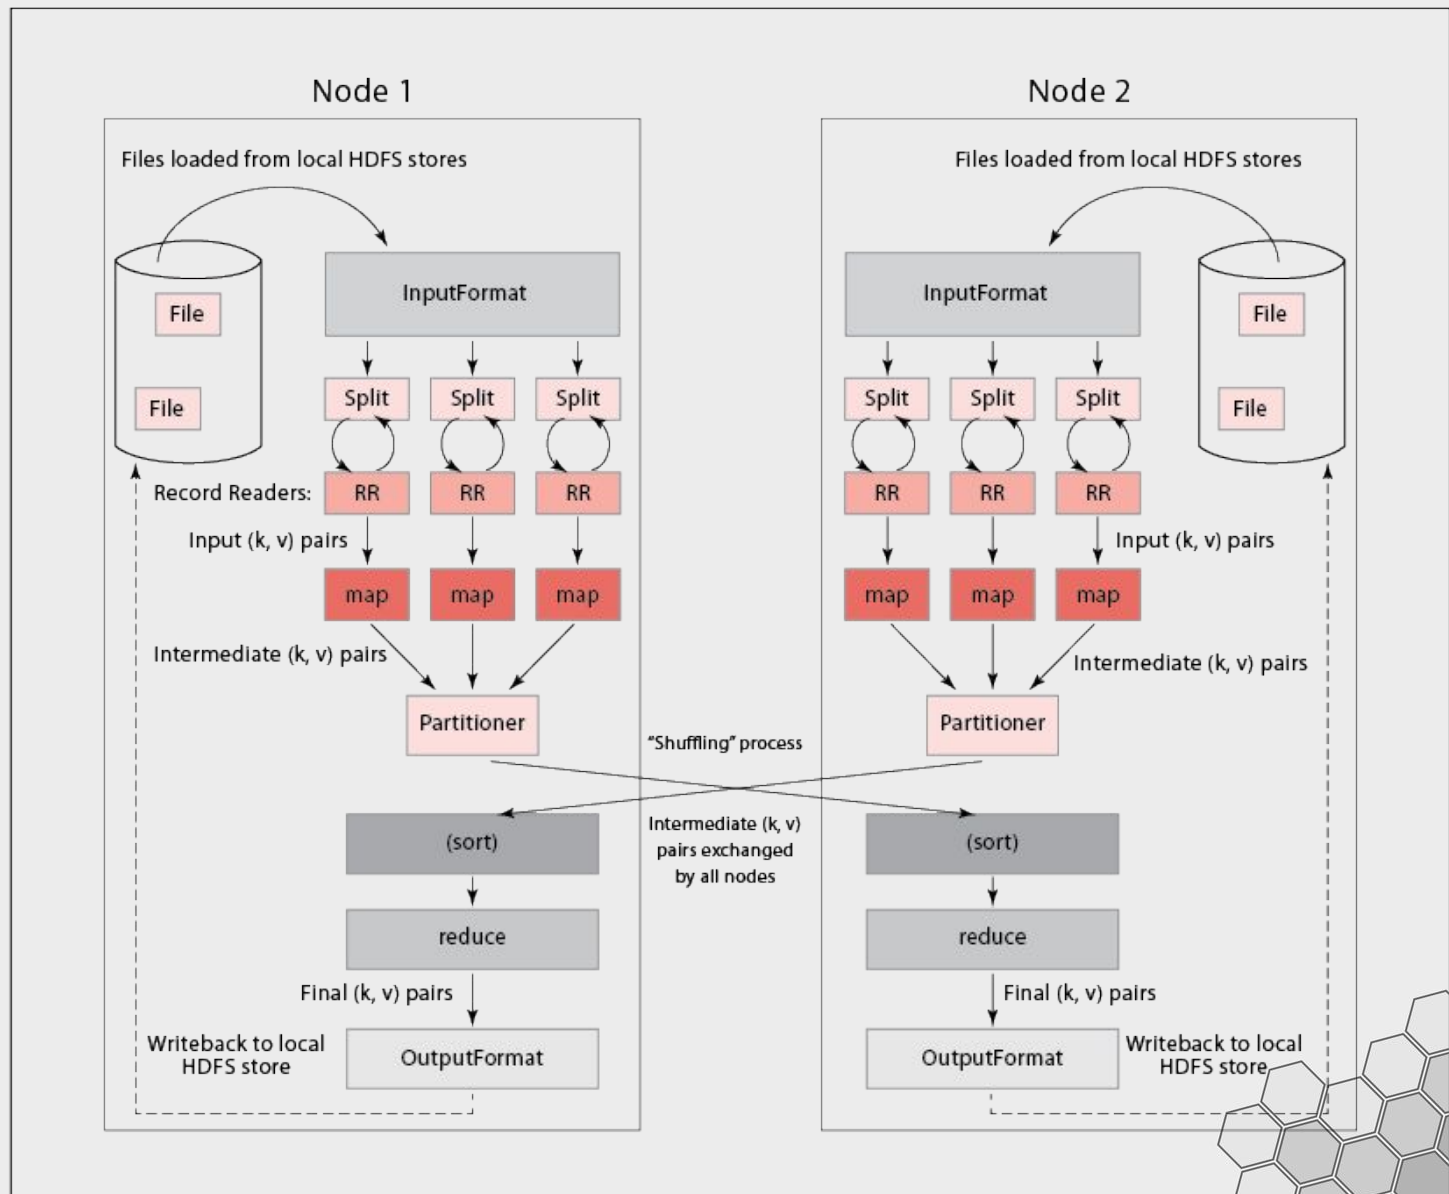 Node 1
Files loaded from local HDFS stores
File
File
InputFormat
Split
Split
Split
Record Readers:
RR
RR
RR
Input (k, v) pairs
map
map
map
Intermediate (k, v) pairs
Partitioner
"Shuffling" process
Intermediate (k, v)
pairs exchanged
by all nodes
(sort)
reduce
Final (k, v) pairs
Writeback to local
HDFS store
OutputFormat
Node 2
Files loaded from local HDFS stores
InputFormat
File
File
Split
Split
Split
RR
RR
RR
Input (k, v) pairs
map
map
map
Intermediate (k, v) pairs
Partitioner
(sort)
reduce
Final (k, v) pairs
OutputFormat
Writeback to local
HDFS store